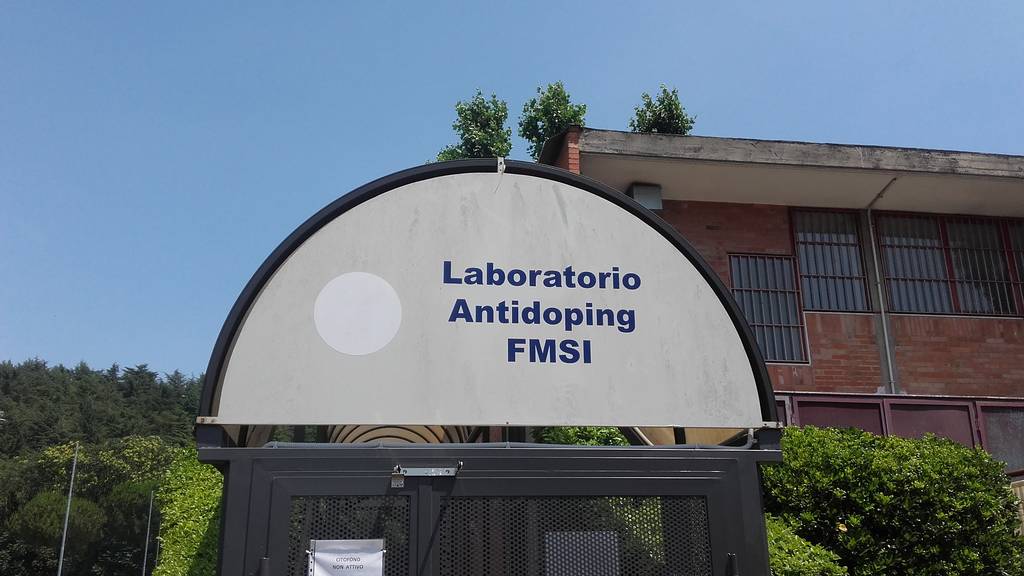 Laboratorio
Antidoping
FMSI
CITOFONO
NON ATTIVO